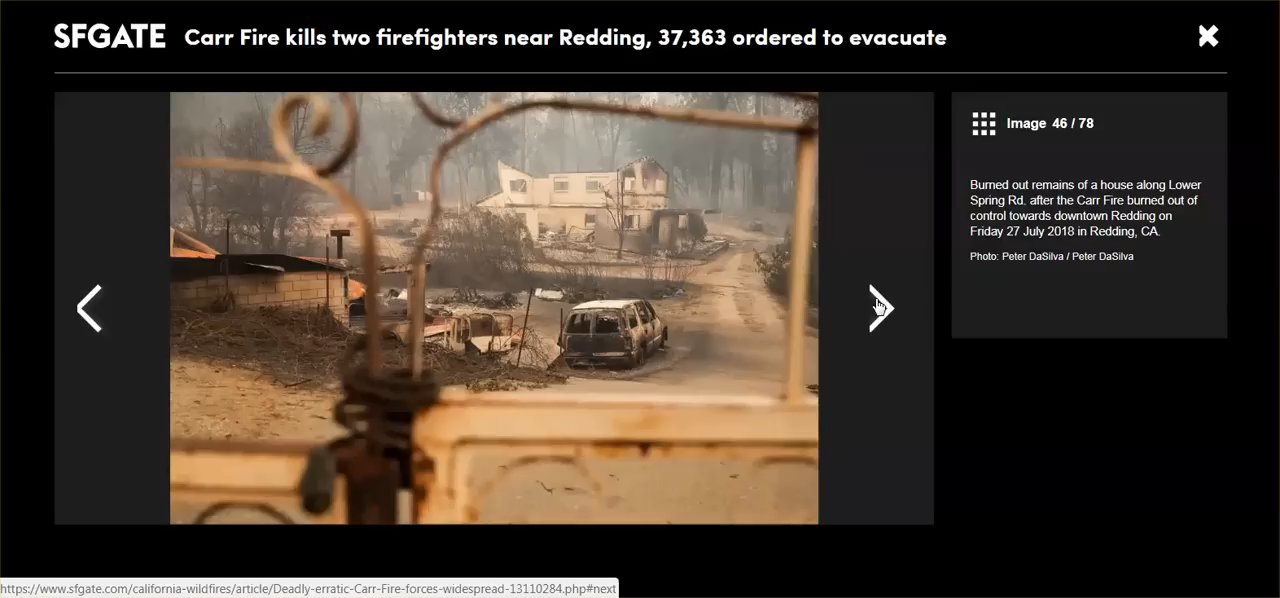 SFGATE Carr Fire kills two firefighters near Redding, 37,363 ordered to evacuate
Image 46 / 78
Burned out remains of a house along Lower
Spring Rd. after the Carr Fire burned out of
control towards downtown Redding on
Friday 27 July 2018 in Redding, CA.
Photo: Peter DaSilva / Peter DaSilva
https://www.sfgate.com/california-wildfires/article/Deadly-erratic-Carr-Fire-forces-widespread-13110284.php#next